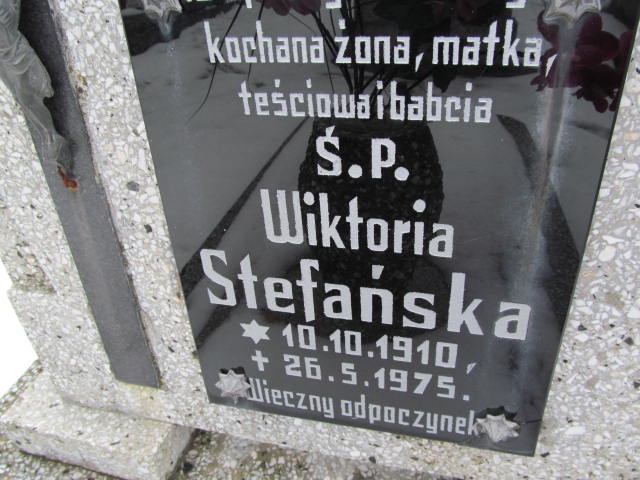 kochana żona, matka,
teściowa i babcia
Ś.P.
Wiktoria
Stefańska
10.10.1910,
+ 26.5.1975.
Wieczny odpoczynek